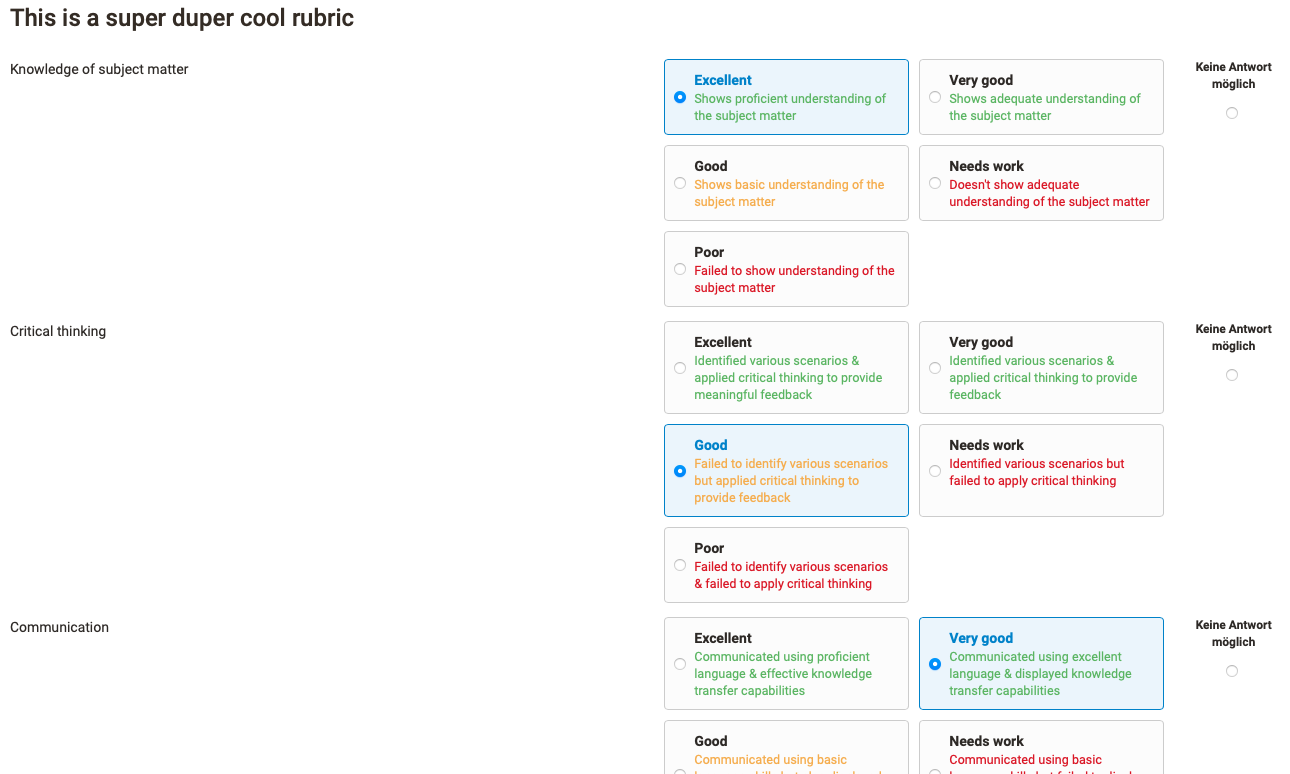 This is a super duper cool rubric
Knowledge of subject matter
Excellent
Shows proficient understanding of
the subject matter
Very good
Shows adequate understanding of
the subject matter
Keine Antwort
möglich
Good
Shows basic understanding of the
subject matter
Needs work
Doesn't show adequate
understanding of the subject matter
Poor
Failed to show understanding of the
subject matter
Critical thinking
Excellent
Identified various scenarios &
applied critical thinking to provide
meaningful feedback
Very good
Identified various scenarios &
applied critical thinking to provide
feedback
Keine Antwort
möglich
Good
Failed to identify various scenarios
but applied critical thinking to
provide feedback
Needs work
Identified various scenarios but
failed to apply critical thinking
Poor
Failed to identify various scenarios
& failed to apply critical thinking
Communication
Excellent
Communicated using proficient
language & effective knowledge
transfer capabilities
Very good
Communicated using excellent
language & displayed knowledge
transfer capabilities
Keine Antwort
möglich
Good
Communicated using basic
Needs work
Communicated using basic